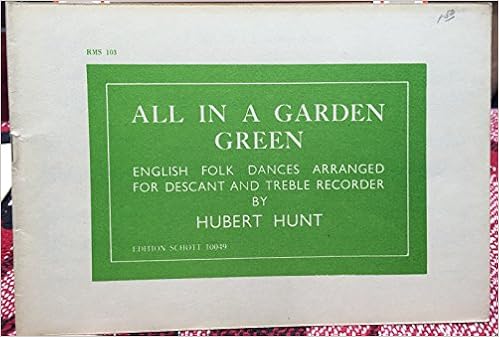 RMS 103
ALL IN A GARDEN
GREEN
ENGLISH FOLK DANCES ARRANGED
FOR DESCANT AND TREBLE RECORDER
BY
HUBERT HUNT
EDITION SCHOTT 10049